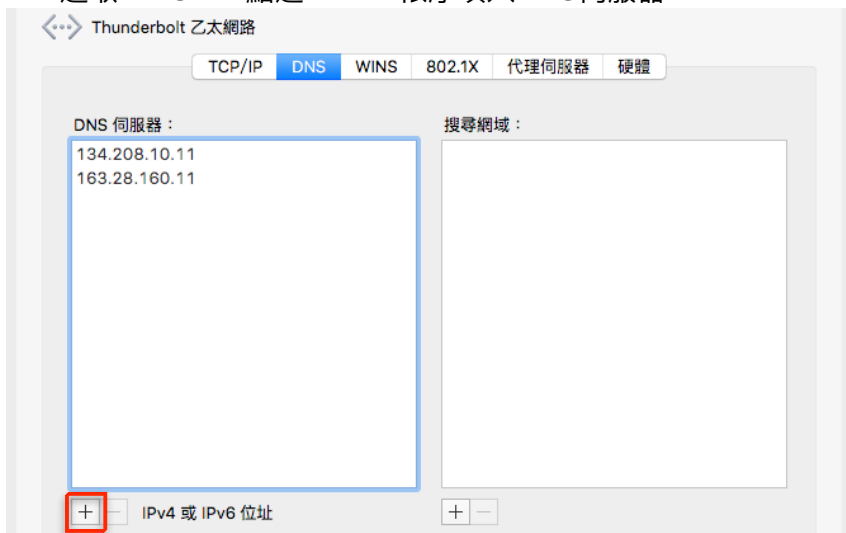 Thunderbolt 乙太網路
TCP/IP DNS WINS 802.1X 代理伺服器 硬體
DNS 伺服器：
搜尋網域：
134.208.10.11
163.28.160.11
+ − IPv4 或 IPv6 位址
+ −